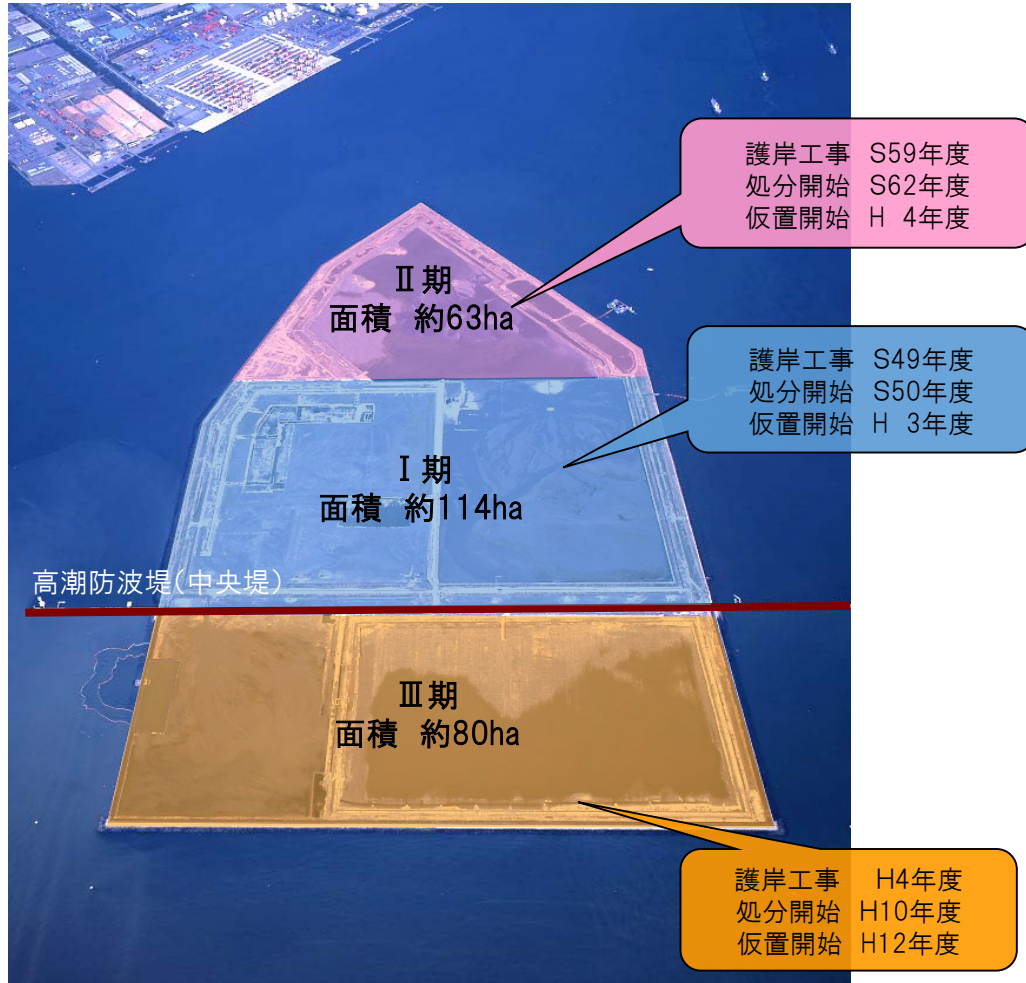 護岸工事 S59年度
処分開始 S62年度
仮置開始 H 4年度
Ⅱ期
面積 約63ha
護岸工事 S49年度
処分開始 S50年度
仮置開始 H 3年度
Ⅰ期
面積 約114ha
高潮防波堤(中央堤)
Ⅲ期
面積 約80ha
護岸工事 H4年度
処分開始 H10年度
仮置開始 H12年度